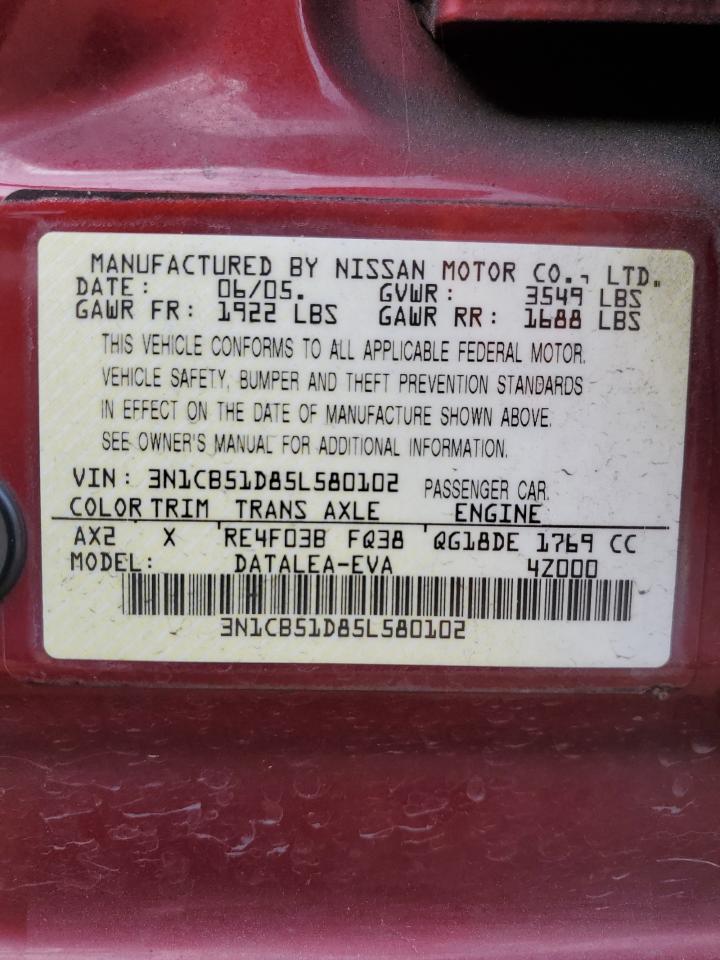 MANUFACTURED BY NISSAN MOTOR CO., LTD.
DATE: 06/05. GVWR: 3549 LBS
GAWR FR: 1922 LBS GAWR RR: 1688 LBS
THIS VEHICLE CONFORMS TO ALL APPLICABLE FEDERAL MOTOR.
VEHICLE SAFETY, BUMPER AND THEFT PREVENTION STANDARDS
IN EFFECT ON THE DATE OF MANUFACTURE SHOWN ABOVE.
SEE OWNER'S MANUAL FOR ADDITIONAL INFORMATION.
VIN: 3N1CB51D85L580102 PASSENGER CAR.
COLOR TRIM TRANS AXLE ENGINE
AX2 X RE4F03B FQ38 QG18DE 1769 CC
MODEL: DATALEA-EVA 4Z000
3N1CB51D85L580102